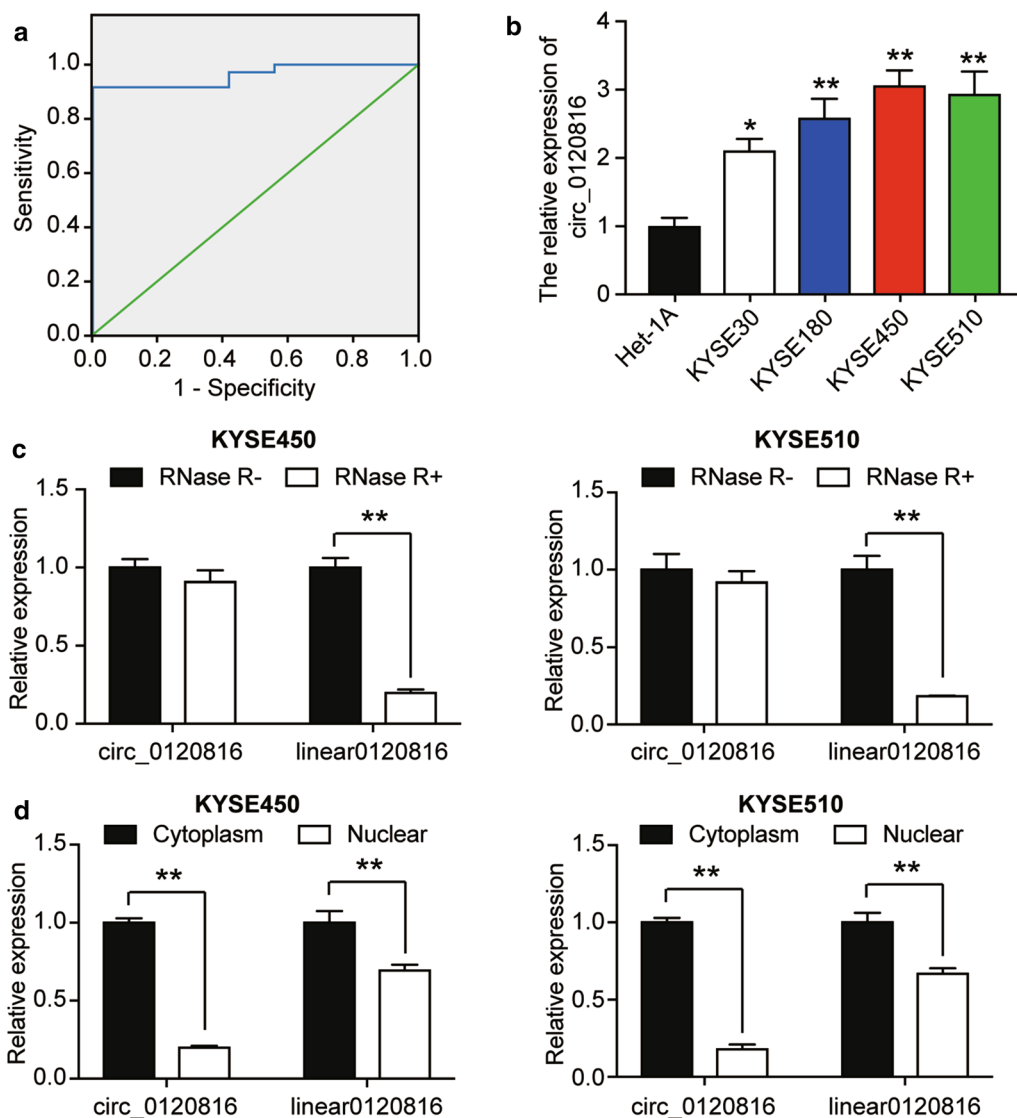 a
1.0
0.8
0.6
0.4
0.2
0.0
Sensitivity
0.0 0.2 0.4 0.6 0.8 1.0
1 - Specificity
b
The relative expression of
circ_0120816
4
3
2
1
0
* ** ** **
Het-1A
KYSE30
KYSE180
KYSE450
KYSE510
c
KYSE450
RNase R- RNase R+
Relative expression
1.5
1.0
0.5
0.0
**
circ_0120816 linear0120816
KYSE510
RNase R- RNase R+
Relative expression
1.5
1.0
0.5
0.0
**
circ_0120816 linear0120816
d
KYSE450
Cytoplasm Nuclear
Relative expression
1.5
1.0
0.5
0.0
** **
circ_0120816 linear0120816
KYSE510
Cytoplasm Nuclear
Relative expression
1.5
1.0
0.5
0.0
** **
circ_0120816 linear0120816